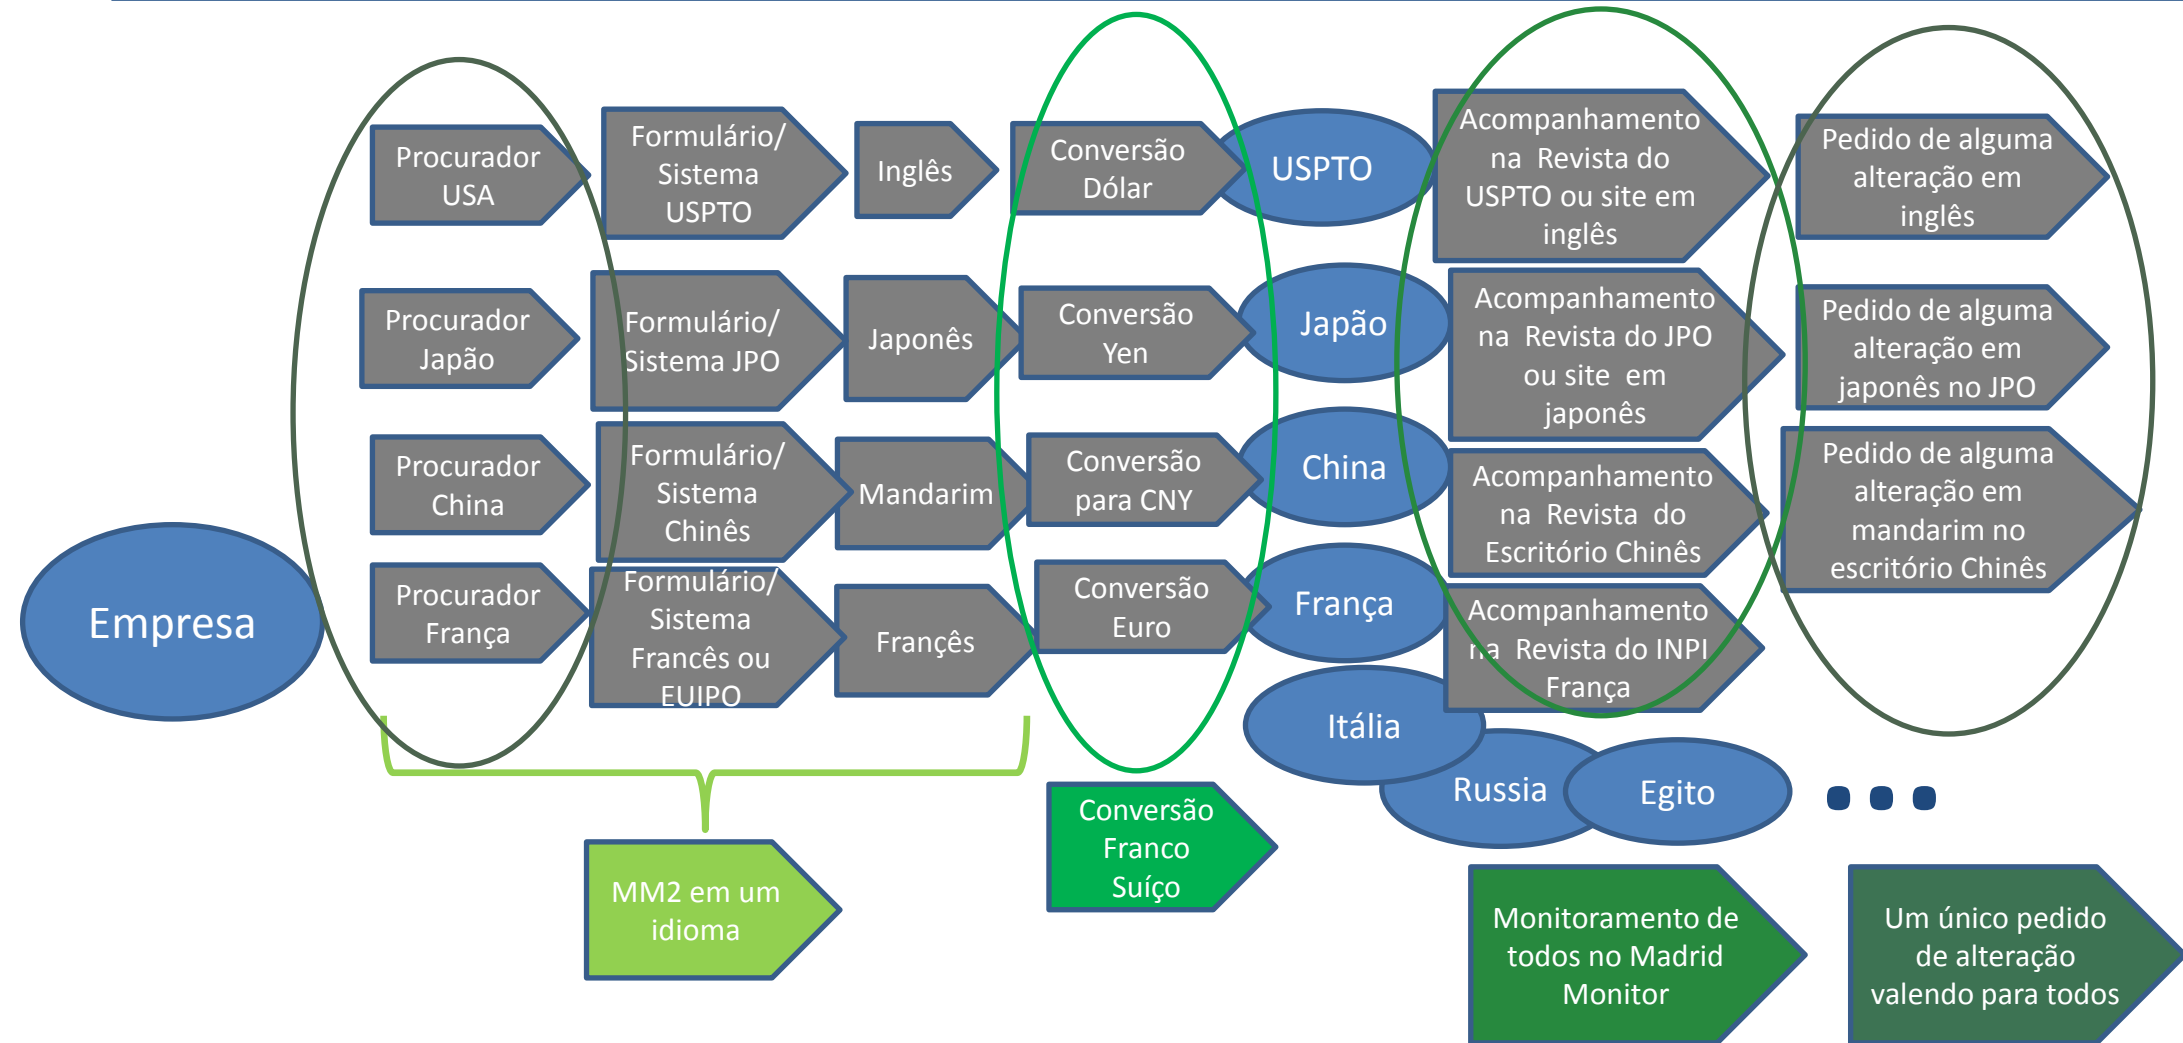 Procurador
USA
Formulário/
Sistema
USPTO
Inglês
Conversão
Dólar
USPTO
Acompanhamento
na Revista do
USPTO ou site em
inglês
Pedido de alguma
alteração em
inglês
Procurador
Japão
Formulário/
Sistema JPO
Japonês
Conversão
Yen
Japão
Acompanhamento
na Revista do JPO
ou site em
japonês
Pedido de alguma
alteração em
japonês no JPO
Procurador
China
Formulário/
Sistema
Chinês
Mandarim
Conversão
para CNY
China
Acompanhamento
na Revista do
Escritório Chinês
Pedido de alguma
alteração em
mandarim no
escritório Chinês
Empresa
Procurador
França
Formulário/
Sistema
Francês ou
EUIPO
Françês
Conversão
Euro
França
Acompanhamento
na Revista do INPI
França
Itália
Russia
Egito
...
MM2 em um
idioma
Conversão
Franco
Suíço
Monitoramento de
todos no Madrid
Monitor
Um único pedido
de alteração
valendo para todos